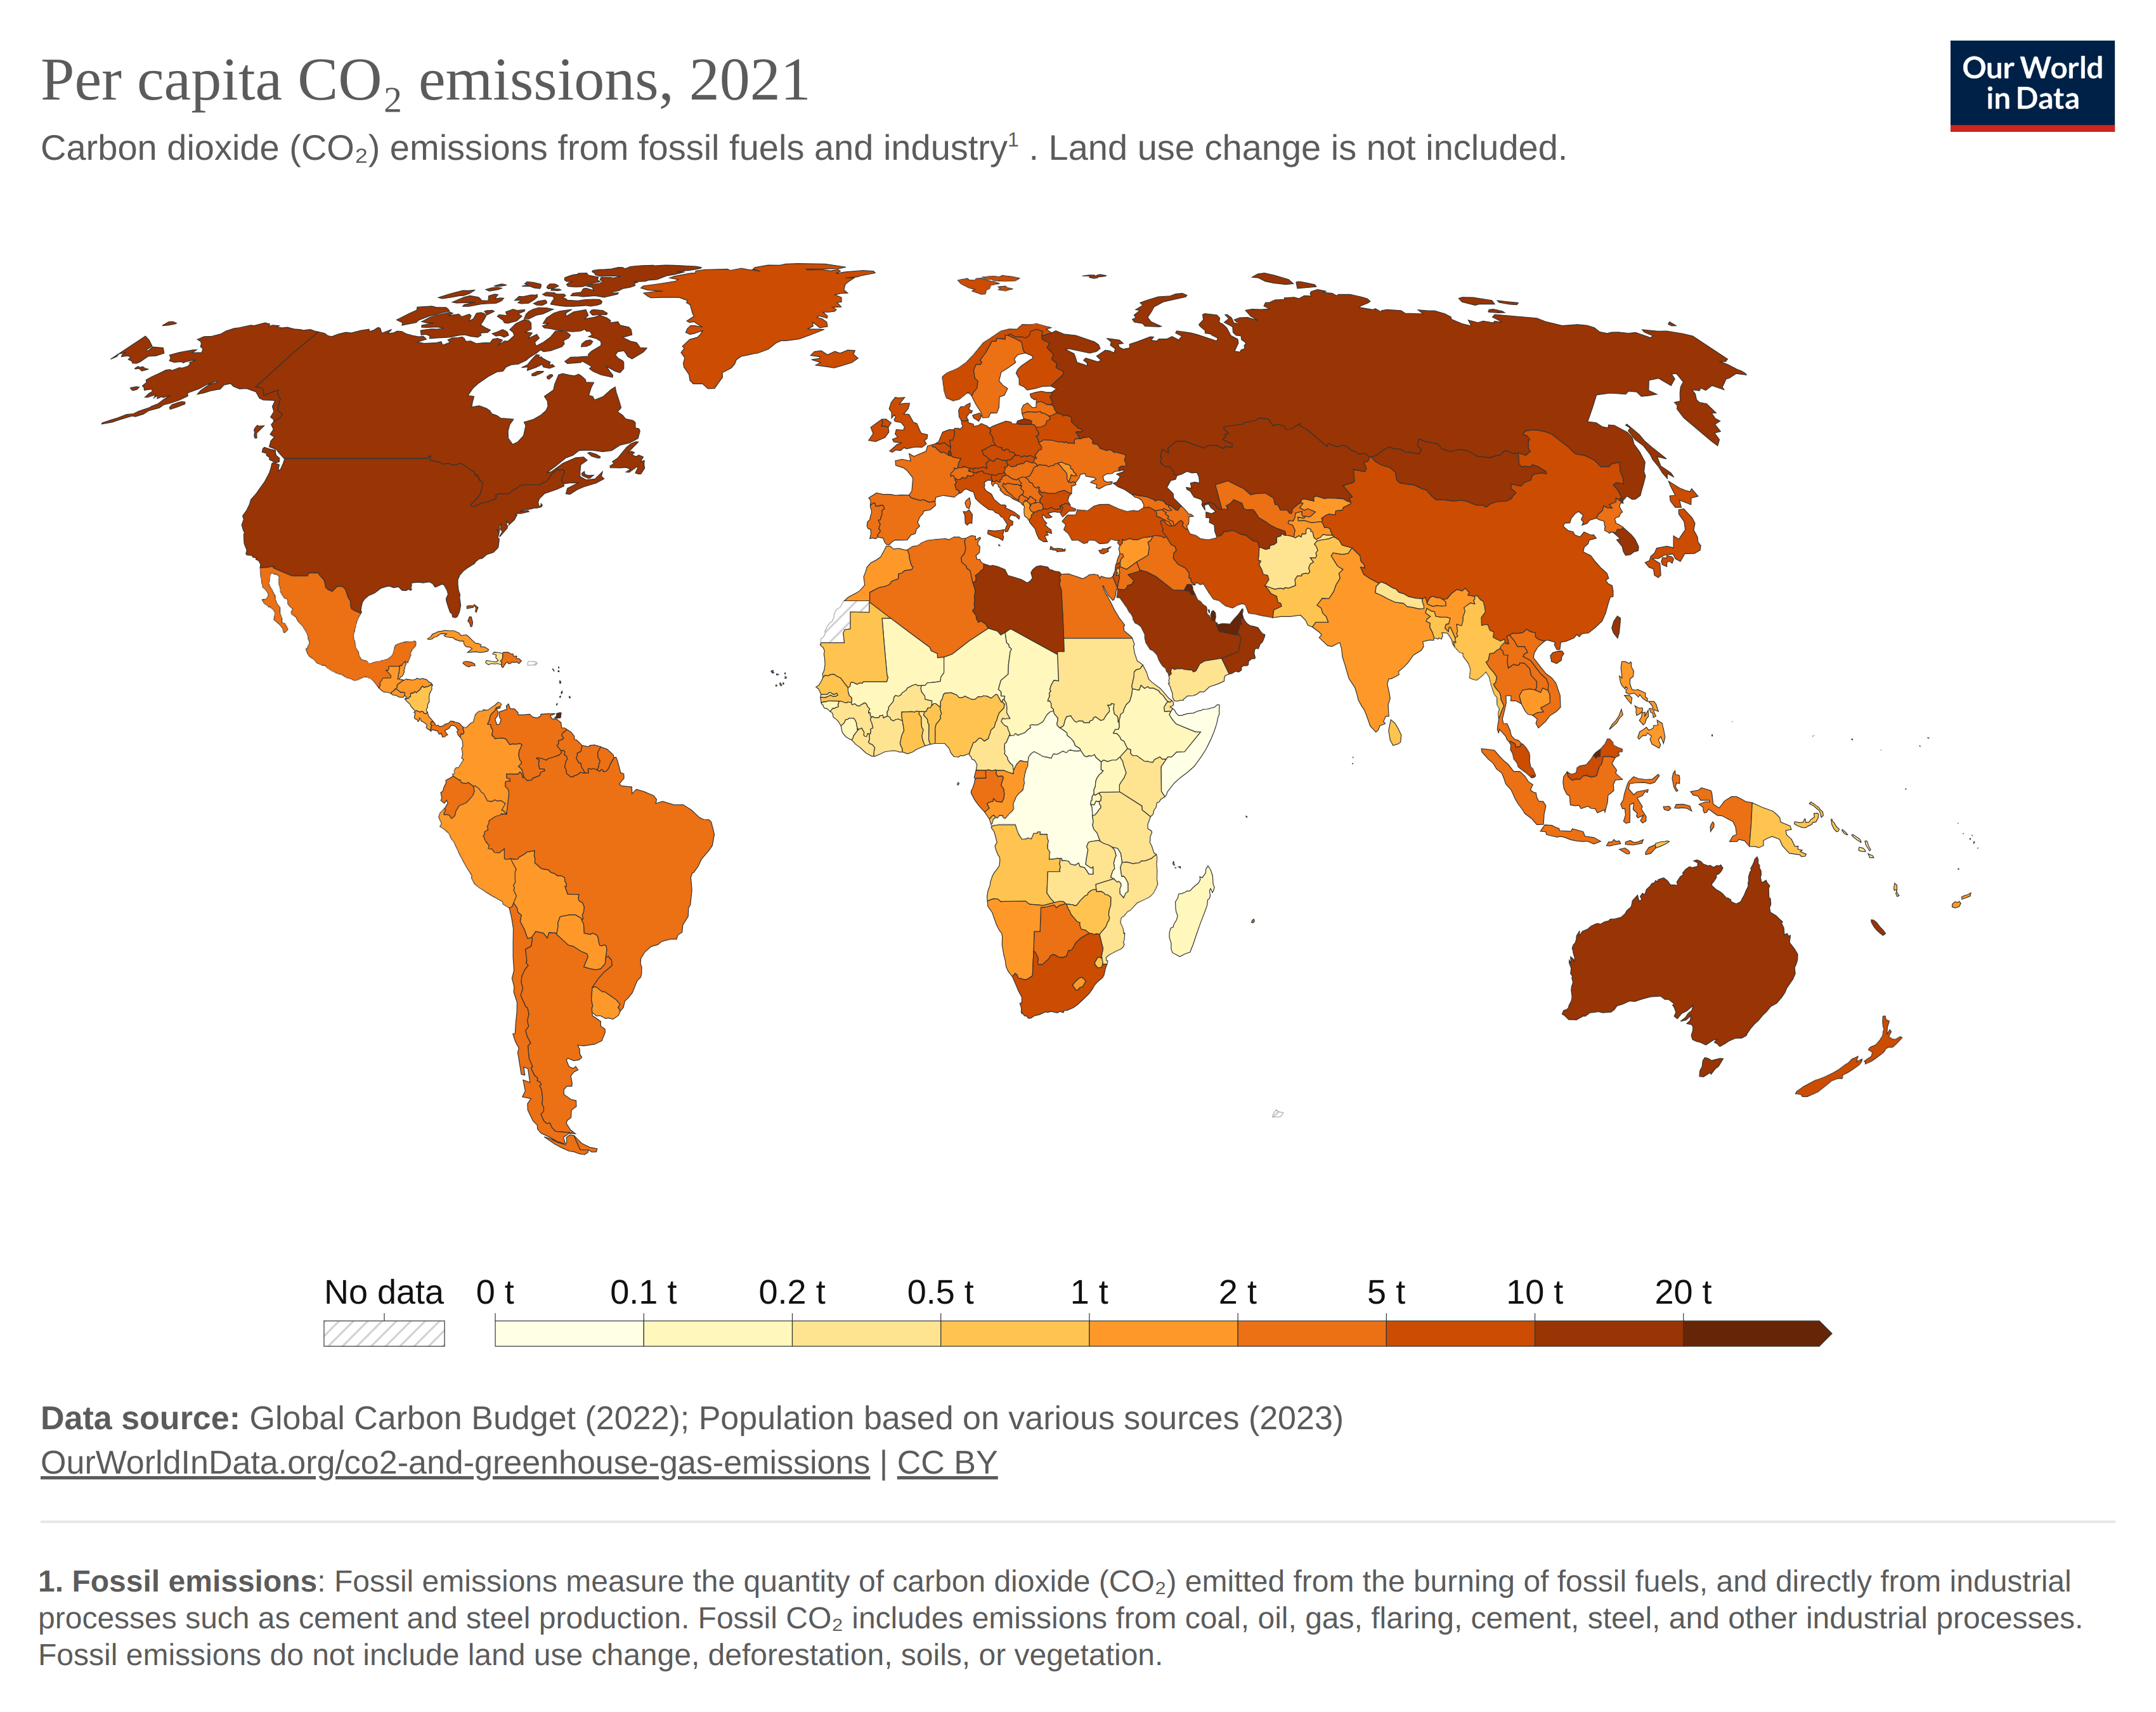 Per capita CO₂ emissions, 2021
Our World
in Data
Carbon dioxide (CO₂) emissions from fossil fuels and industry¹ . Land use change is not included.
No data
0 t
0.1 t
0.2 t
0.5 t
1 t
2 t
5 t
10 t
20 t
Data source: Global Carbon Budget (2022); Population based on various sources (2023)
OurWorldInData.org/co2-and-greenhouse-gas-emissions | CC BY
1. Fossil emissions: Fossil emissions measure the quantity of carbon dioxide (CO₂) emitted from the burning of fossil fuels, and directly from industrial
processes such as cement and steel production. Fossil CO₂ includes emissions from coal, oil, gas, flaring, cement, steel, and other industrial processes.
Fossil emissions do not include land use change, deforestation, soils, or vegetation.